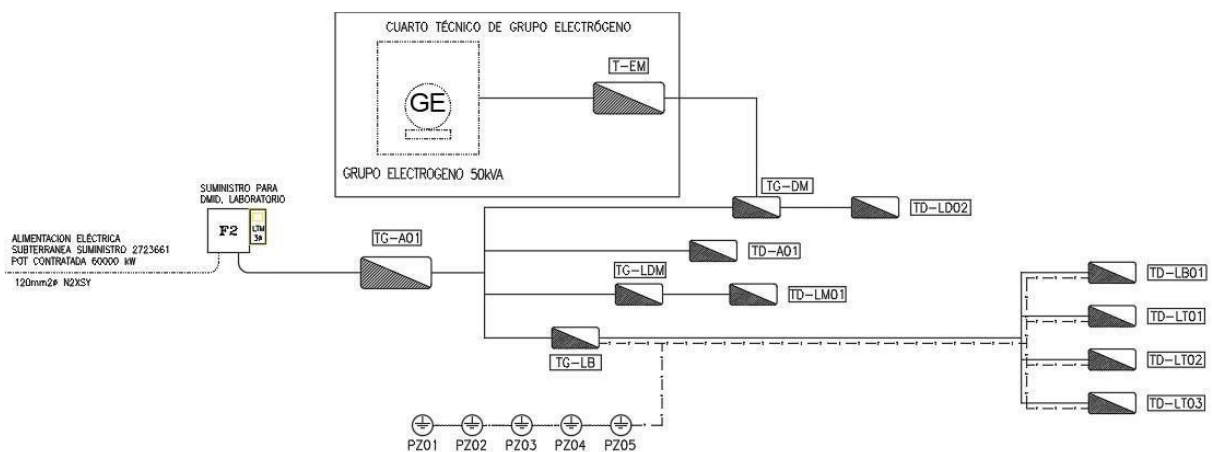 CUARTO TÉCNICO DE GRUPO ELECTRÓGENO
T-EM
GE
GRUPO ELECTROGENO 50kVA
SUMINISTRO PARA
DMID, LABORATORIO
F2
LTM
3ø
ALIMENTACION ELÉCTRICA
SUBTERRANEA SUMINISTRO 2723661
POT CONTRATADA 60000 kW
120mm2ø N2XSY
TG-A01
TG-DM
TD-LD02
TD-A01
TG-LDM
TD-LM01
TG-LB
TD-LB01
TD-LT01
TD-LT02
TD-LT03
PZ01 PZ02 PZ03 PZ04 PZ05